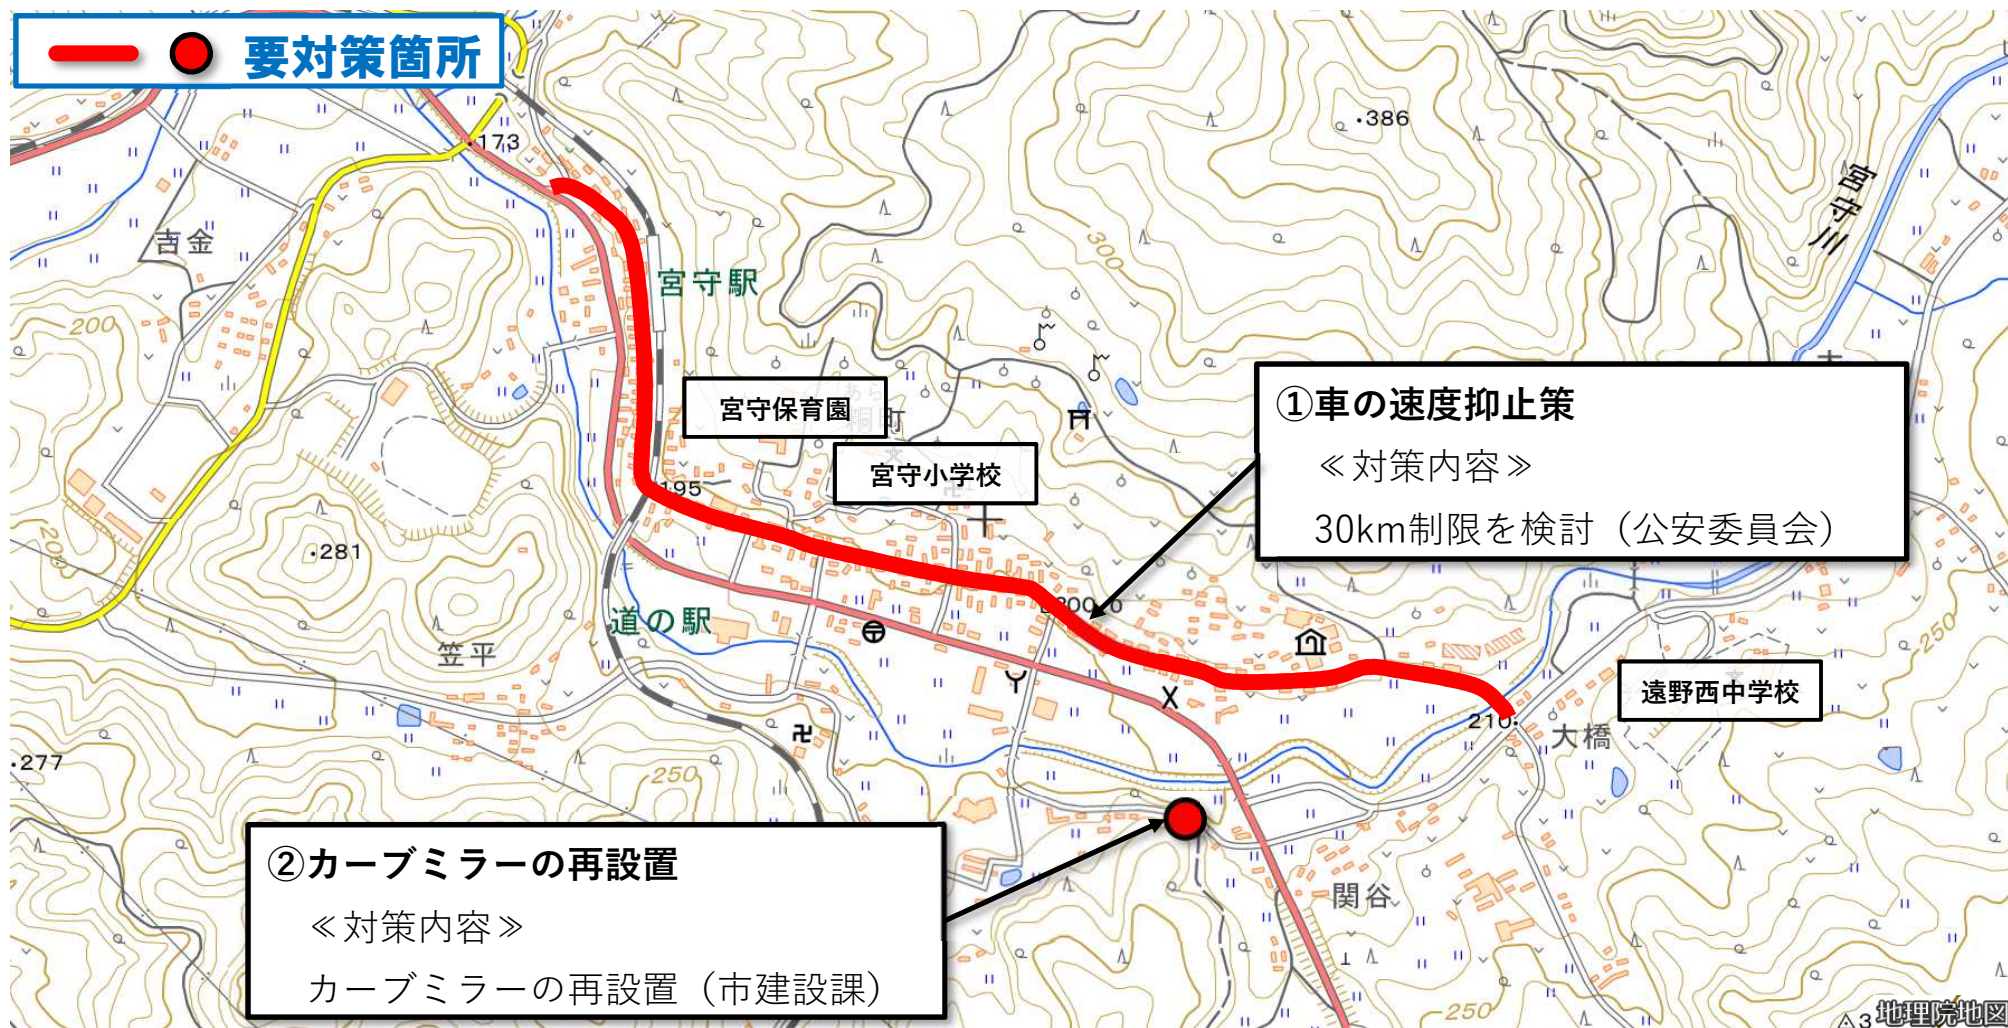 要対策箇所
173
386
宮守川
吉金
300
宮守駅
200
宮守保育園
町
宮守小学校
①車の速度抑止策
≪対策内容≫
30km制限を検討（公安委員会）
195
281
200
道の駅
笠平
250
遠野西中学校
210
大橋
277
250
②カーブミラーの再設置
≪対策内容≫
カーブミラーの再設置（市建設課）
関谷
250
地理院地図